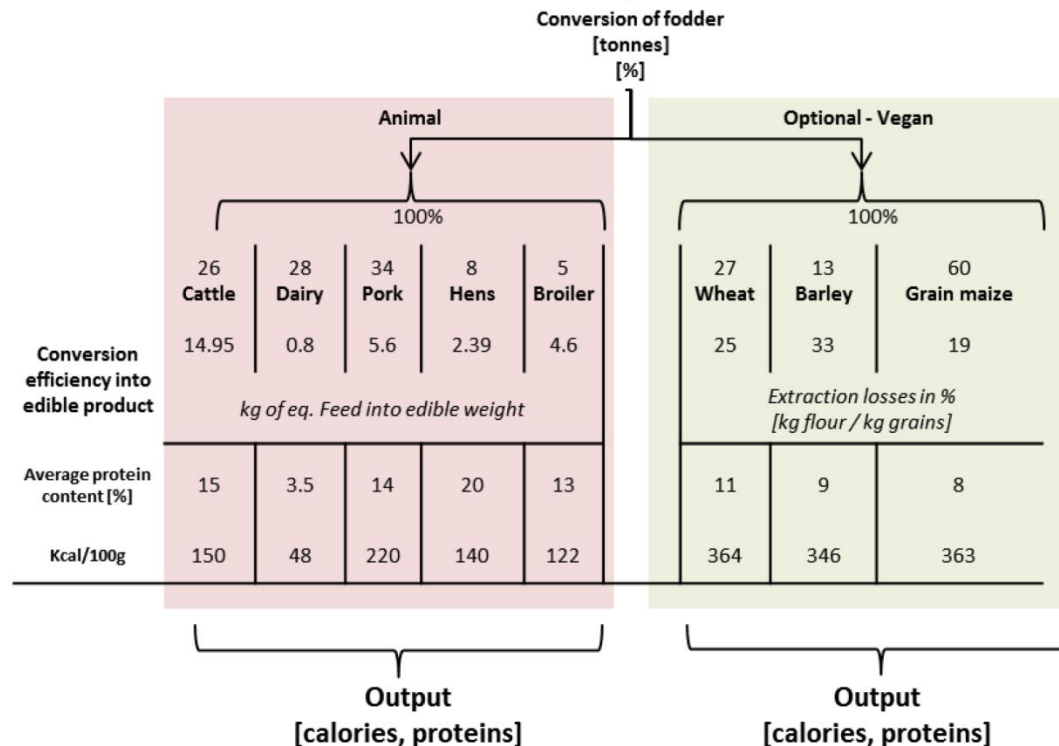 Conversion of fodder
[tonnes]
[%]
Animal
Optional - Vegan
100%
100%
26 28 34 8 5 27 13 60
Cattle Dairy Pork Hens Broiler Wheat Barley Grain maize
Conversion
efficiency into
edible product
14.95 0.8 5.6 2.39 4.6 25 33 19
kg of eq. Feed into edible weight
Extraction losses in %
[kg flour / kg grains]
Average protein
content [%]
15 3.5 14 20 13 11 9 8
Kcal/100g 150 48 220 140 122 364 346 363
Output
[calories, proteins]
Output
[calories, proteins]